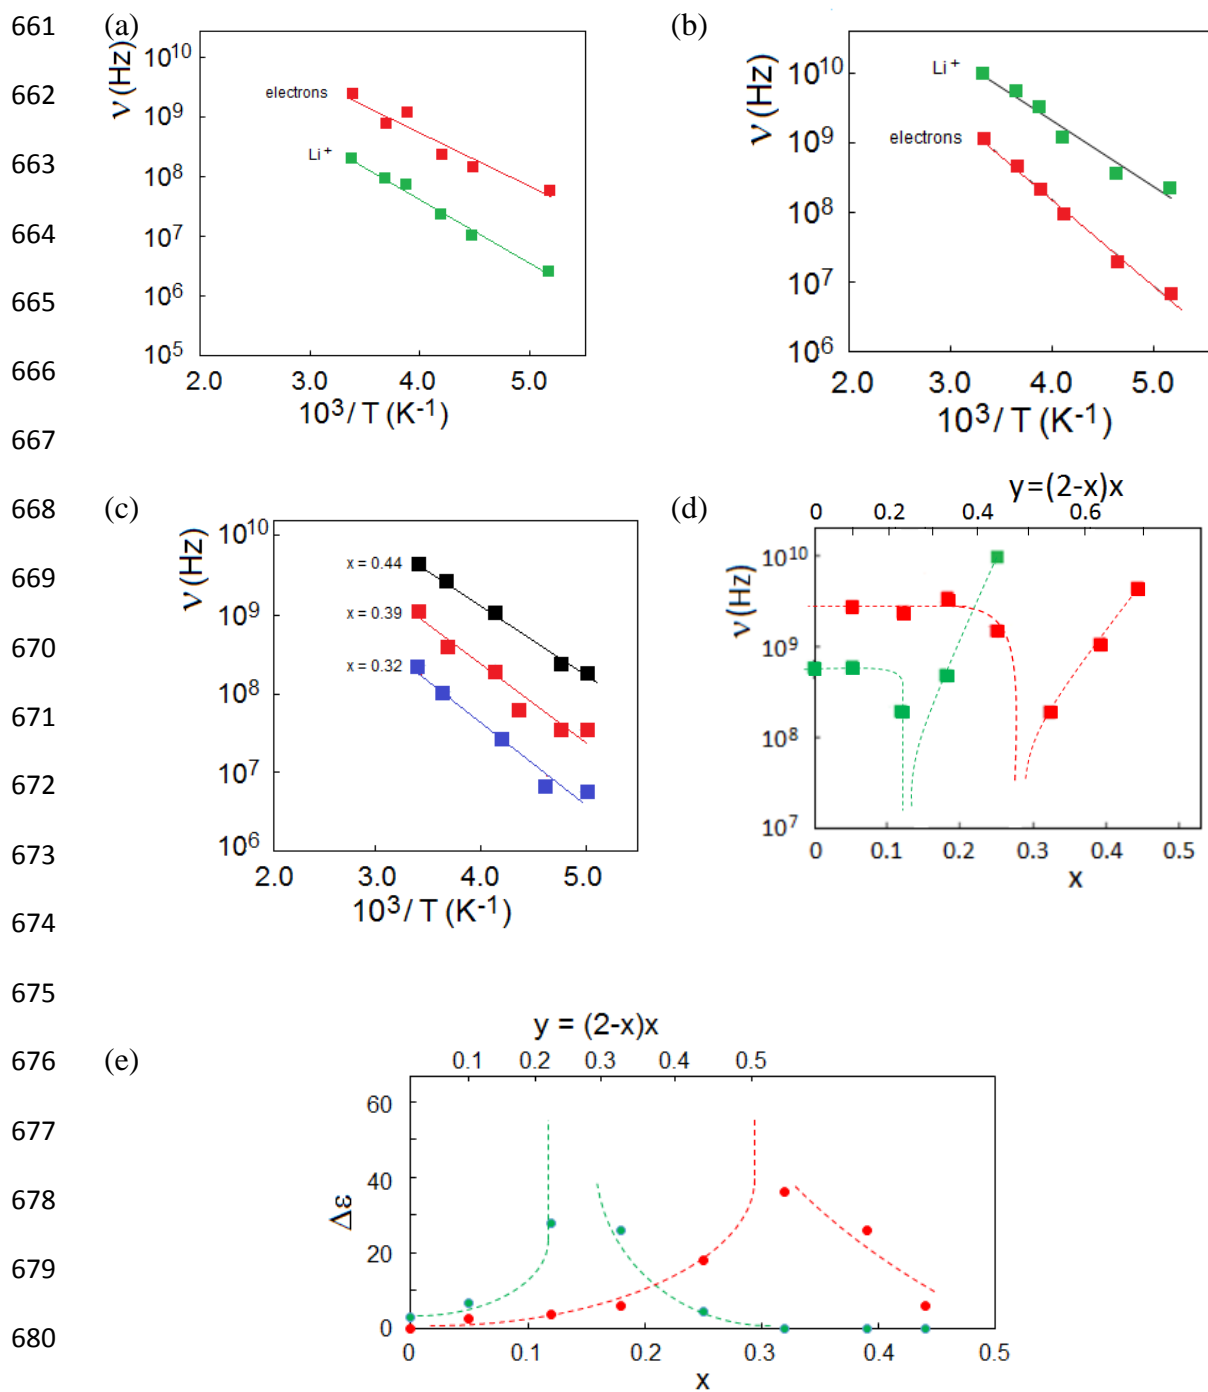 661
662
663
664
665
666
667
668
669
670
671
672
673
674
675
676
677
678
679
680
(a)
ν (Hz)
10^10
10^9
10^8
10^7
10^6
10^5
electrons
Li+
2.0 3.0 4.0 5.0
10^3/ T (K^-1)
(b)
ν (Hz)
10^10
10^9
10^8
10^7
10^6
Li+
electrons
2.0 3.0 4.0 5.0
10^3/ T (K^-1)
(c)
ν (Hz)
10^10
10^9
10^8
10^7
10^6
x = 0.44
x = 0.39
x = 0.32
2.0 3.0 4.0 5.0
10^3/ T (K^-1)
(d)
y=(2-x)x
0 0.2 0.4 0.6
ν (Hz)
10^10
10^9
10^8
10^7
0 0.1 0.2 0.3 0.4 0.5
x
(e)
y = (2-x)x
0.1 0.2 0.3 0.4 0.5
Δε
60
40
20
0
0 0.1 0.2 0.3 0.4 0.5
x